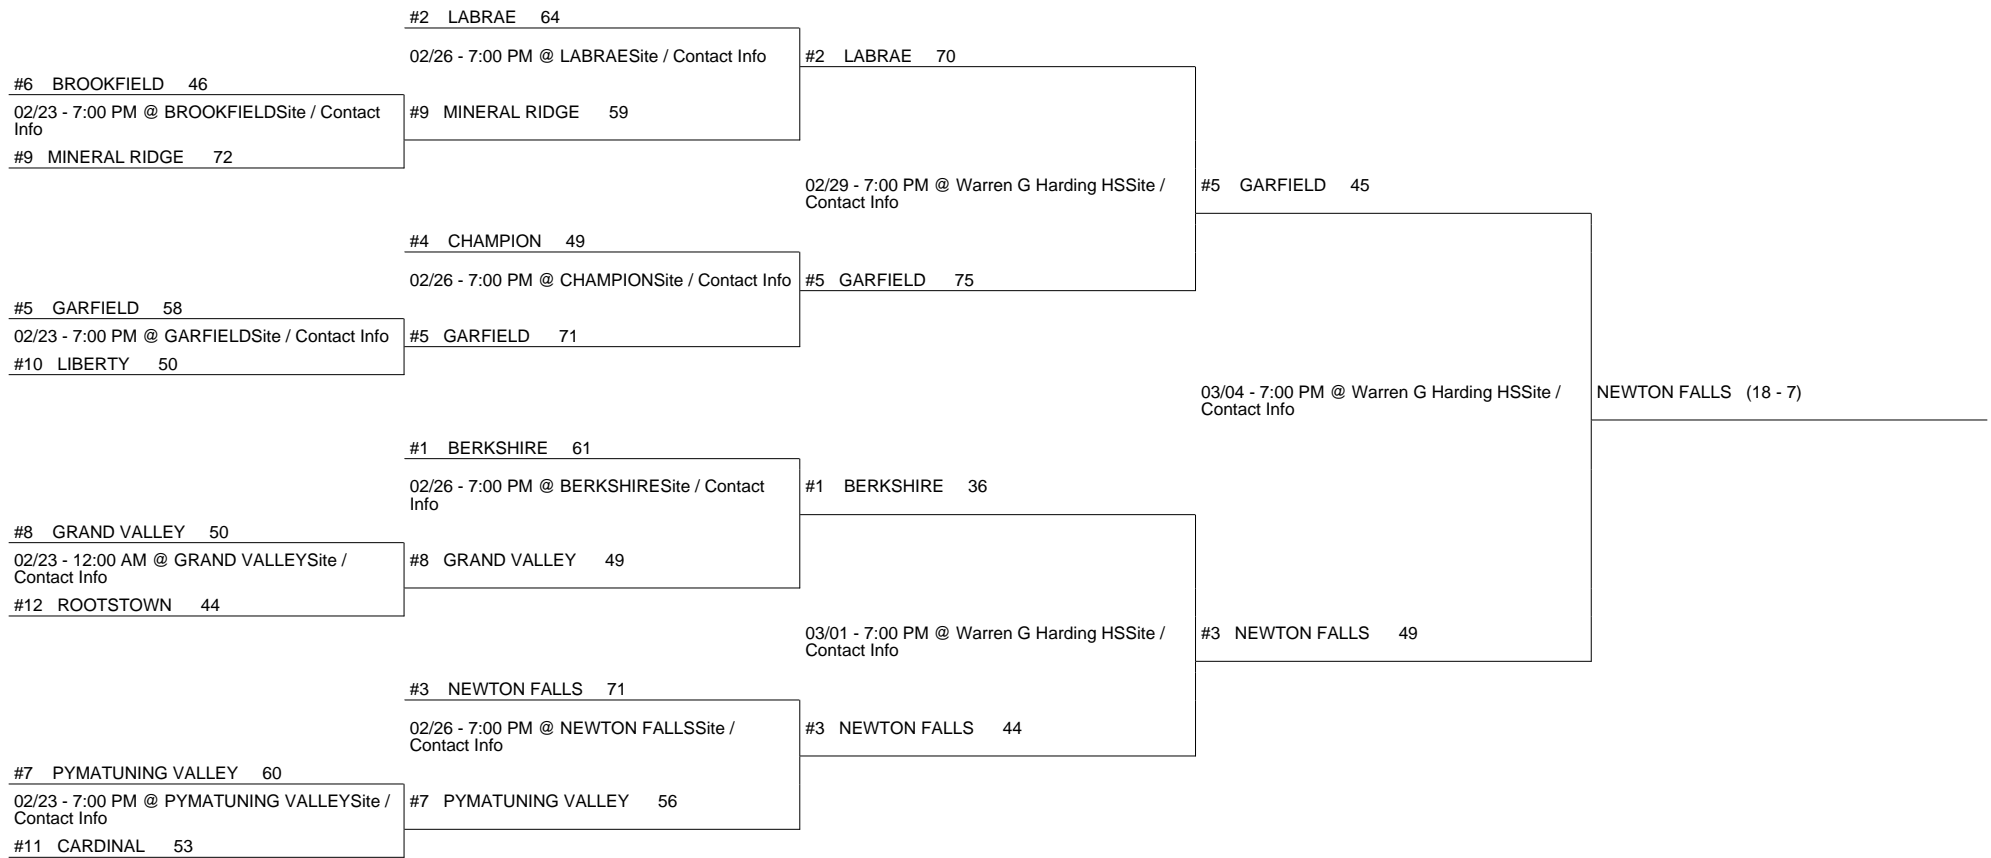 #2 LABRAE 64
02/26 - 7:00 PM @ LABRAESite / Contact Info
#2 LABRAE 70
#6 BROOKFIELD 46
02/23 - 7:00 PM @ BROOKFIELDSite / Contact
Info
#9 MINERAL RIDGE 59
#9 MINERAL RIDGE 72
02/29 - 7:00 PM @ Warren G Harding HSSite /
Contact Info
#5 GARFIELD 45
#4 CHAMPION 49
02/26 - 7:00 PM @ CHAMPIONSite / Contact Info
#5 GARFIELD 75
#5 GARFIELD 58
02/23 - 7:00 PM @ GARFIELDSite / Contact Info
#5 GARFIELD 71
#10 LIBERTY 50
03/04 - 7:00 PM @ Warren G Harding HSSite /
Contact Info
NEWTON FALLS (18 - 7)
#1 BERKSHIRE 61
02/26 - 7:00 PM @ BERKSHIRESite / Contact
Info
#1 BERKSHIRE 36
#8 GRAND VALLEY 50
02/23 - 12:00 AM @ GRAND VALLEYSite /
Contact Info
#8 GRAND VALLEY 49
#12 ROOTSTOWN 44
03/01 - 7:00 PM @ Warren G Harding HSSite /
Contact Info
#3 NEWTON FALLS 49
#3 NEWTON FALLS 71
02/26 - 7:00 PM @ NEWTON FALLSSite /
Contact Info
#3 NEWTON FALLS 44
#7 PYMATUNING VALLEY 60
02/23 - 7:00 PM @ PYMATUNING VALLEYSite /
Contact Info
#7 PYMATUNING VALLEY 56
#11 CARDINAL 53